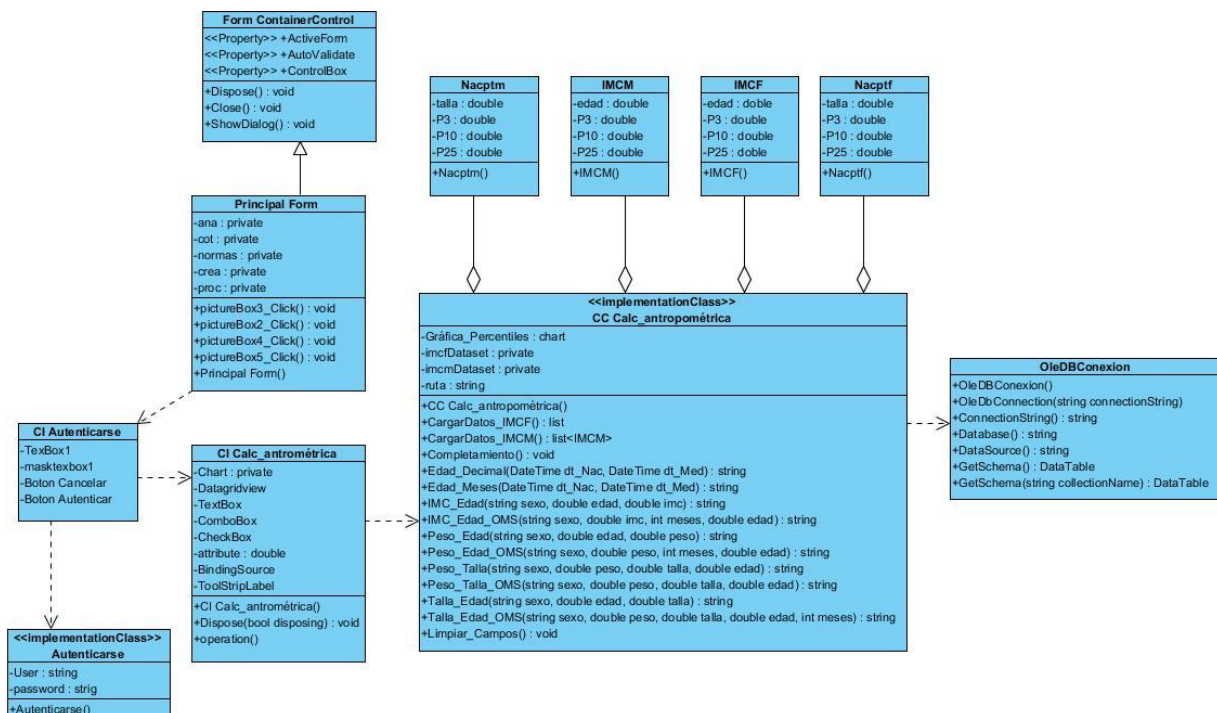 Form ContainerControl
<<Property>> +ActiveForm
<<Property>> +AutoValidate
<<Property>> +ControlBox
+Dispose() : void
+Close() : void
+ShowDialog() : void
Nacptm
-talla : double
-P3 : double
-P10 : double
-P25 : double
+Nacptm()
IMCM
-edad : double
-P3 : double
-P10 : double
-P25 : double
+IMCM()
IMCF
-edad : doble
-P3 : double
-P10 : doble
-P25 : doble
+IMCF()
Nacptf
-talla : double
-P3 : double
-P10 : double
-P25 : double
+Nacptf()
Principal Form
-ana : private
-cot : private
-normas : private
-crea : private
-proc : private
+pictureBox3_Click() : void
+pictureBox2_Click() : void
+pictureBox4_Click() : void
+pictureBox5_Click() : void
+Principal Form()
<<implementationClass>>
CC Calc_antropométrica
-Gráfica_Percentiles : chart
-imcfDataset : private
-imcmDataset : private
-ruta : string
+CC Calc_antropométrica()
+CargarDatos_IMCF() : list
+CargarDatos_IMCM() : list<IMCM>
+Completamiento() : void
+Edad_Decimal(DateTime dt_Nac, DateTime dt_Med) : string
+Edad_Meses(DateTime dt_Nac, DateTime dt_Med) : string
+IMC_Edad(string sexo, double edad, double imc) : string
+IMC_Edad_OMS(string sexo, double imc, int meses, double edad) : string
+Peso_Edad(string sexo, double edad, double peso) : string
+Peso_Edad_OMS(string sexo, double peso, int meses, double edad) : string
+Peso_Talla(string sexo, double peso, double talla, double edad) : string
+Peso_Talla_OMS(string sexo, double peso, double talla, double edad) : string
+Talla_Edad(string sexo, double edad, double talla) : string
+Talla_Edad_OMS(string sexo, double peso, double talla, double edad, int meses) : string
+Limpiar_Campos() : void
OleDBConexion
+OleDBConexion()
+OleDbConnection(string connectionString)
+ConnectionString() : string
+Database() : string
+DataSource() : string
+GetSchema() : DataTable
+GetSchema(string collectionName) : DataTable
CI Autenticarse
-TexBox1
-masktexbox1
-Boton Cancelar
-Boton Autenticar
CI Calc_antrométrica
-Chart : private
-Datagridview
-TextBox
-ComboBox
-CheckBox
-attribute : double
-BindingSource
-ToolStripLabel
+CI Calc_antrométrica()
+Dispose(bool disposing) : void
+operation()
<<implementationClass>>
Autenticarse
-User : string
-password : strig
+Autenticarse()